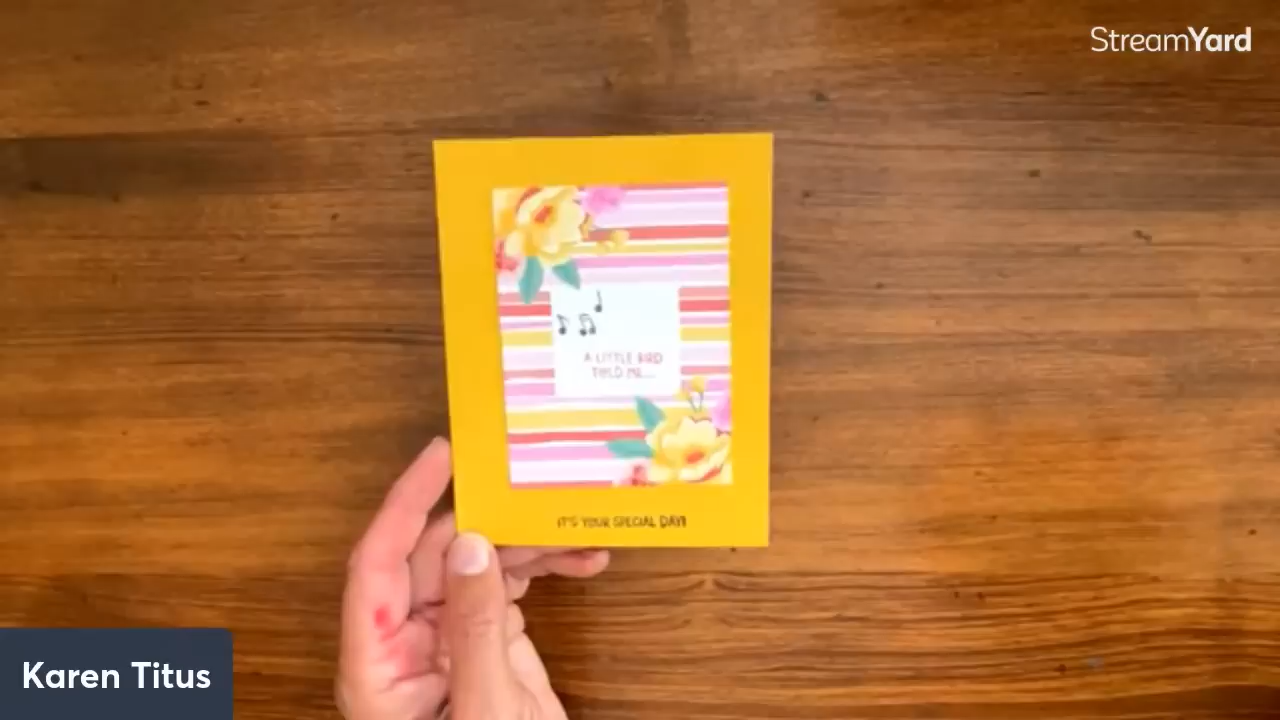 StreamYard
A LITTLE BIRD
TOLD ME...
IT'S YOUR SPECIAL DAY!
Karen Titus